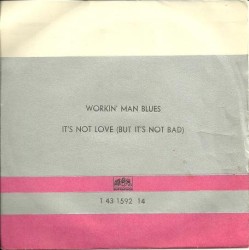 WORKIN' MAN BLUES
IT'S NOT LOVE (BUT IT'S NOT BAD)
1 43 1592 14